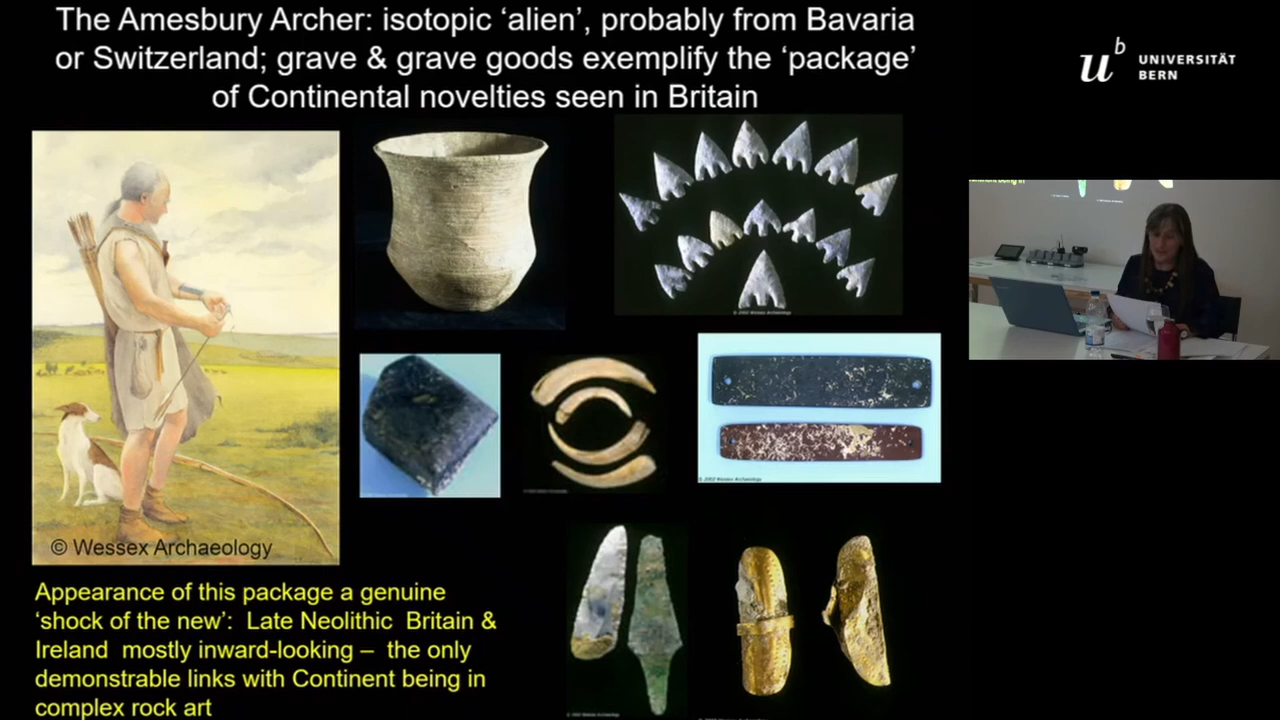 The Amesbury Archer: isotopic ‘alien’, probably from Bavaria
or Switzerland; grave & grave goods exemplify the ‘package’
of Continental novelties seen in Britain
u
b
UNIVERSITÄT
BERN
© Wessex Archaeology
Appearance of this package a genuine
‘shock of the new’: Late Neolithic Britain &
Ireland mostly inward-looking – the only
demonstrable links with Continent being in
complex rock art